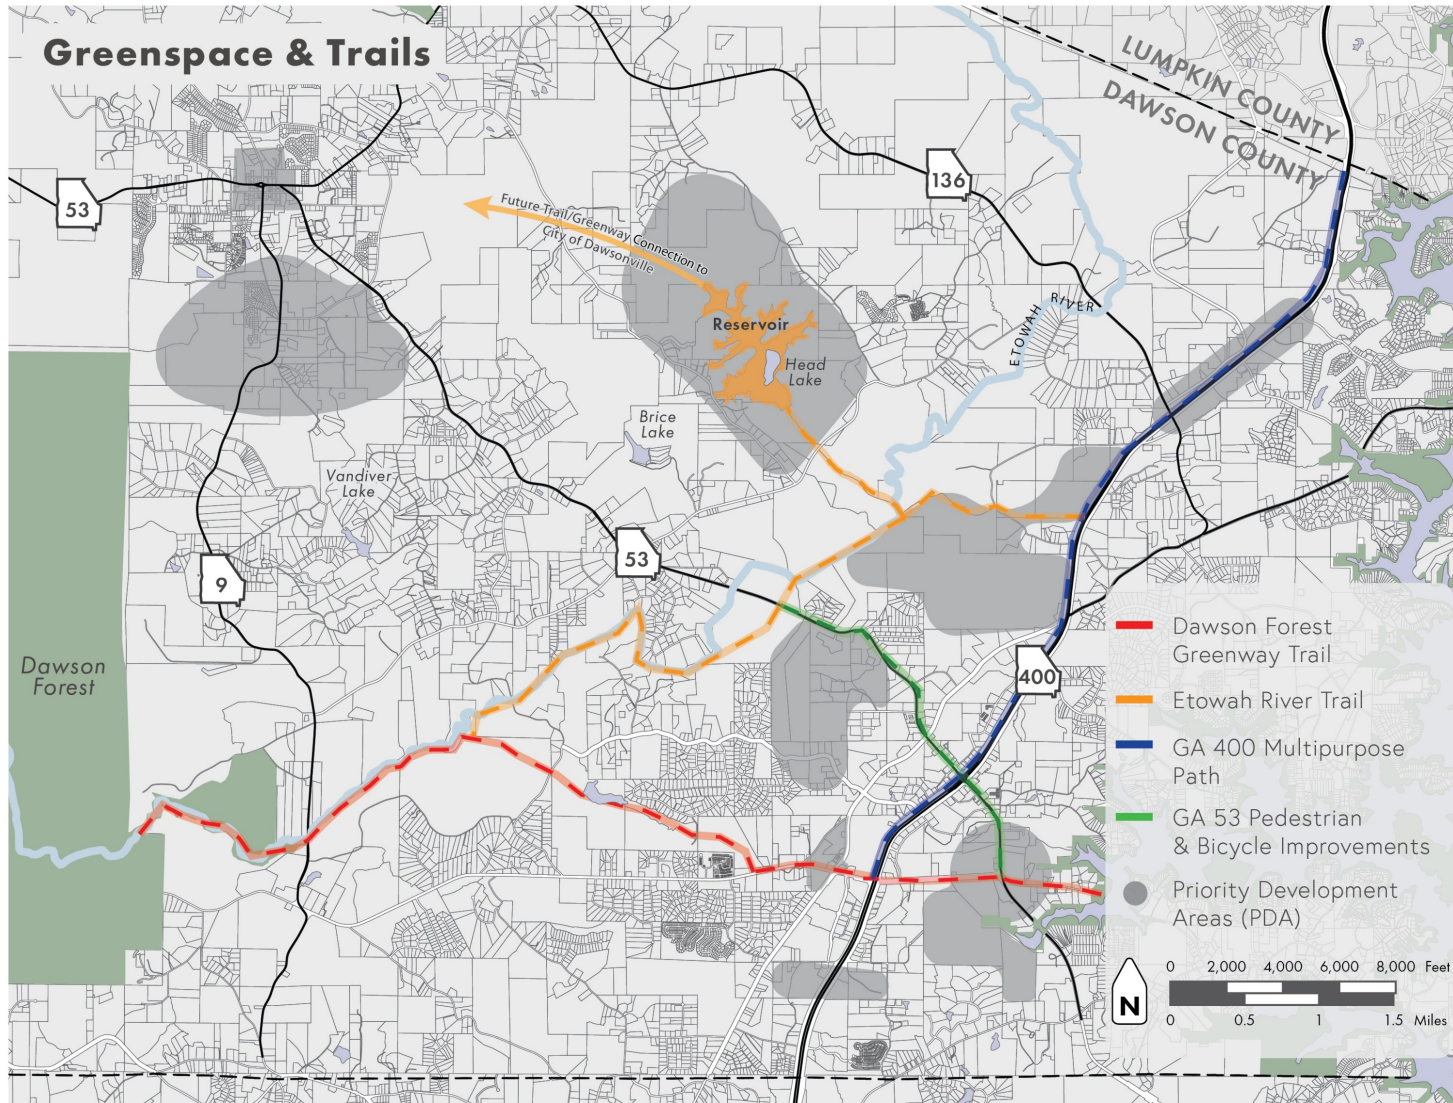 Greenspace & Trails
LUMPKIN COUNTY
DAWSON COUNTY
53
136
Future Trail/Greenway Connection to
City of Dawsonville
ETOWAH RIVER
Reservoir
Head
Lake
Brice
Lake
Vandiver
Lake
53
9
Dawson
Forest
400
Dawson Forest
Greenway Trail
Etowah River Trail
GA 400 Multipurpose
Path
GA 53 Pedestrian
& Bicycle Improvements
Priority Development
Areas (PDA)
N
0 2,000 4,000 6,000 8,000 Feet
0 0.5 1 1.5 Miles